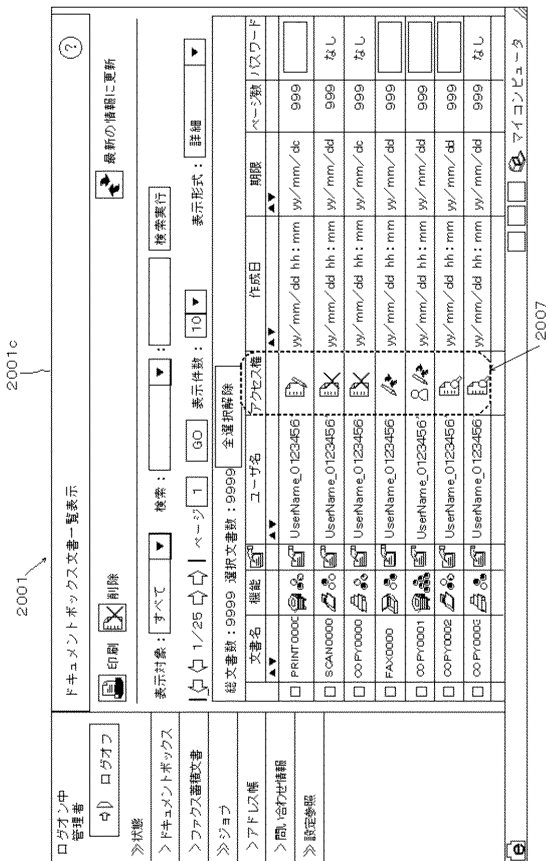 2001c
2001
ログオン中
管理者
ログオフ
≫状態
＞ドキュメントボックス
＞ファクス蓄積文書
≫ジョブ
＞アドレス帳
＞問い合わせ情報
≫設定参照
ドキュメントボックス文書一覧表示
?
印刷 削除 最新の情報に更新
表示対象： すべて ▼ 検索： ▼ ： 検索実行
1/25 ページ 1 GO 表示件数： 10 ▼ 表示形式： 詳細 ▼
総文書数：9999 選択文書数：9999 全選択解除
文書名 機能 ユーザ名 アクセス権 作成日 期限 ページ数 パスワード
PRINT0000 UserName_0123456 yy/mm/dd hh:mm yy/mm/dc 999
SCAN0000 UserName_0123456 yy/mm/dd hh:mm yy/mm/dd 999 なし
COPY0000 UserName_0123456 yy/mm/dd hh:mm yy/mm/dc 999 なし
FAX0000 UserName_0123456 yy/mm/dd hh:mm yy/mm/dd 999
COPY0001 UserName_0123456 yy/mm/dd hh:mm yy/mm/dc 999
COPY0002 UserName_0123456 yy/mm/dd hh:mm yy/mm/dd 999
COPY000C UserName_0123456 yy/mm/dd hh:mm yy/mm/dc 999 なし
マイコンピュータ
2007